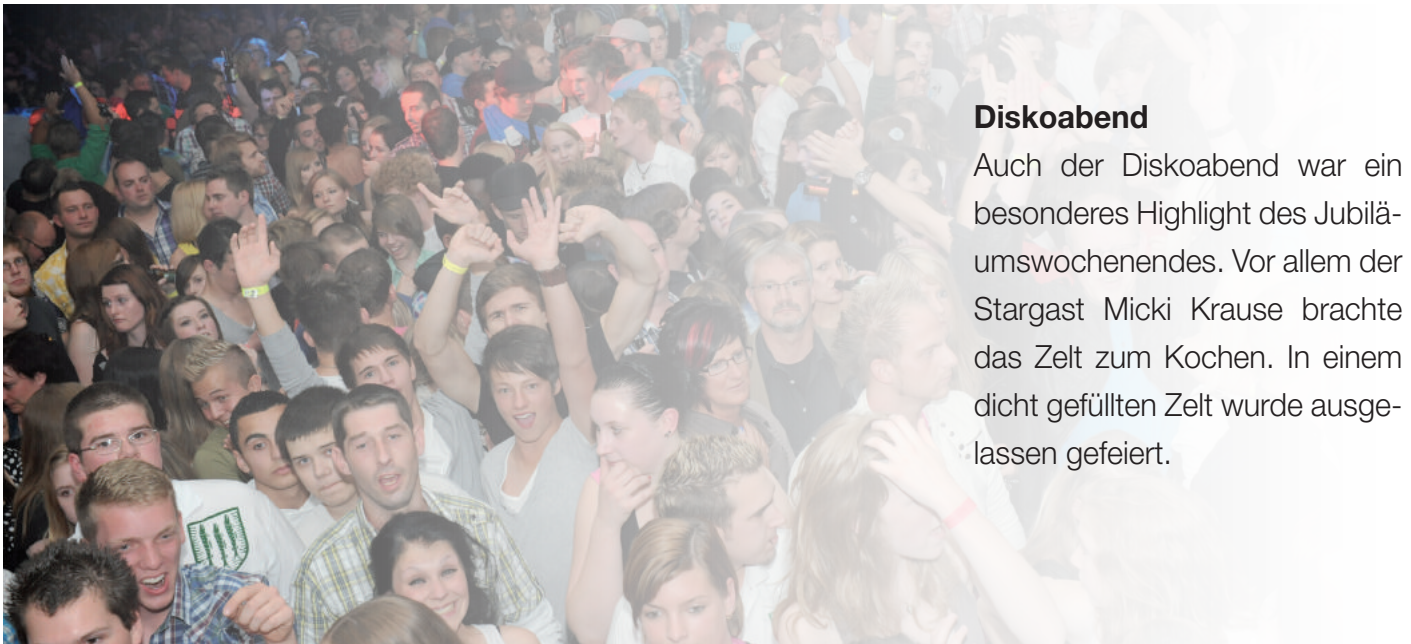 Diskoabend
Auch der Diskoabend war ein
besonderes Highlight des Jubilä-
umswochenendes. Vor allem der
Stargast Micki Krause brachte
das Zelt zum Kochen. In einem
dicht gefüllten Zelt wurde ausge-
lassen gefeiert.